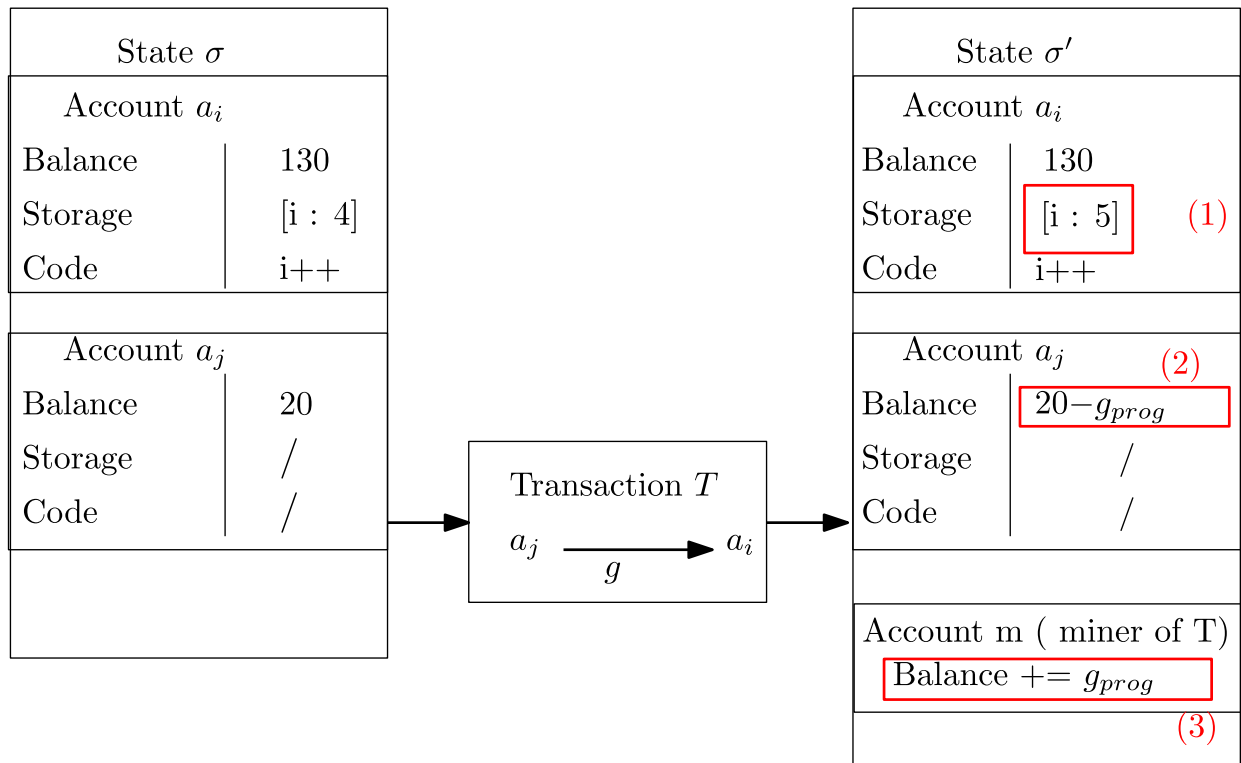 State σ
Account a_i
Balance 130
Storage [i : 4]
Code i++
Account a_j
Balance 20
Storage /
Code /
Transaction T
a_j a_i
g
State σ′
Account a_i
Balance 130
Storage [i : 5] (1)
Code i++
Account a_j
(2)
Balance 20−g_prog
Storage /
Code /
Account m ( miner of T)
Balance += g_prog
(3)